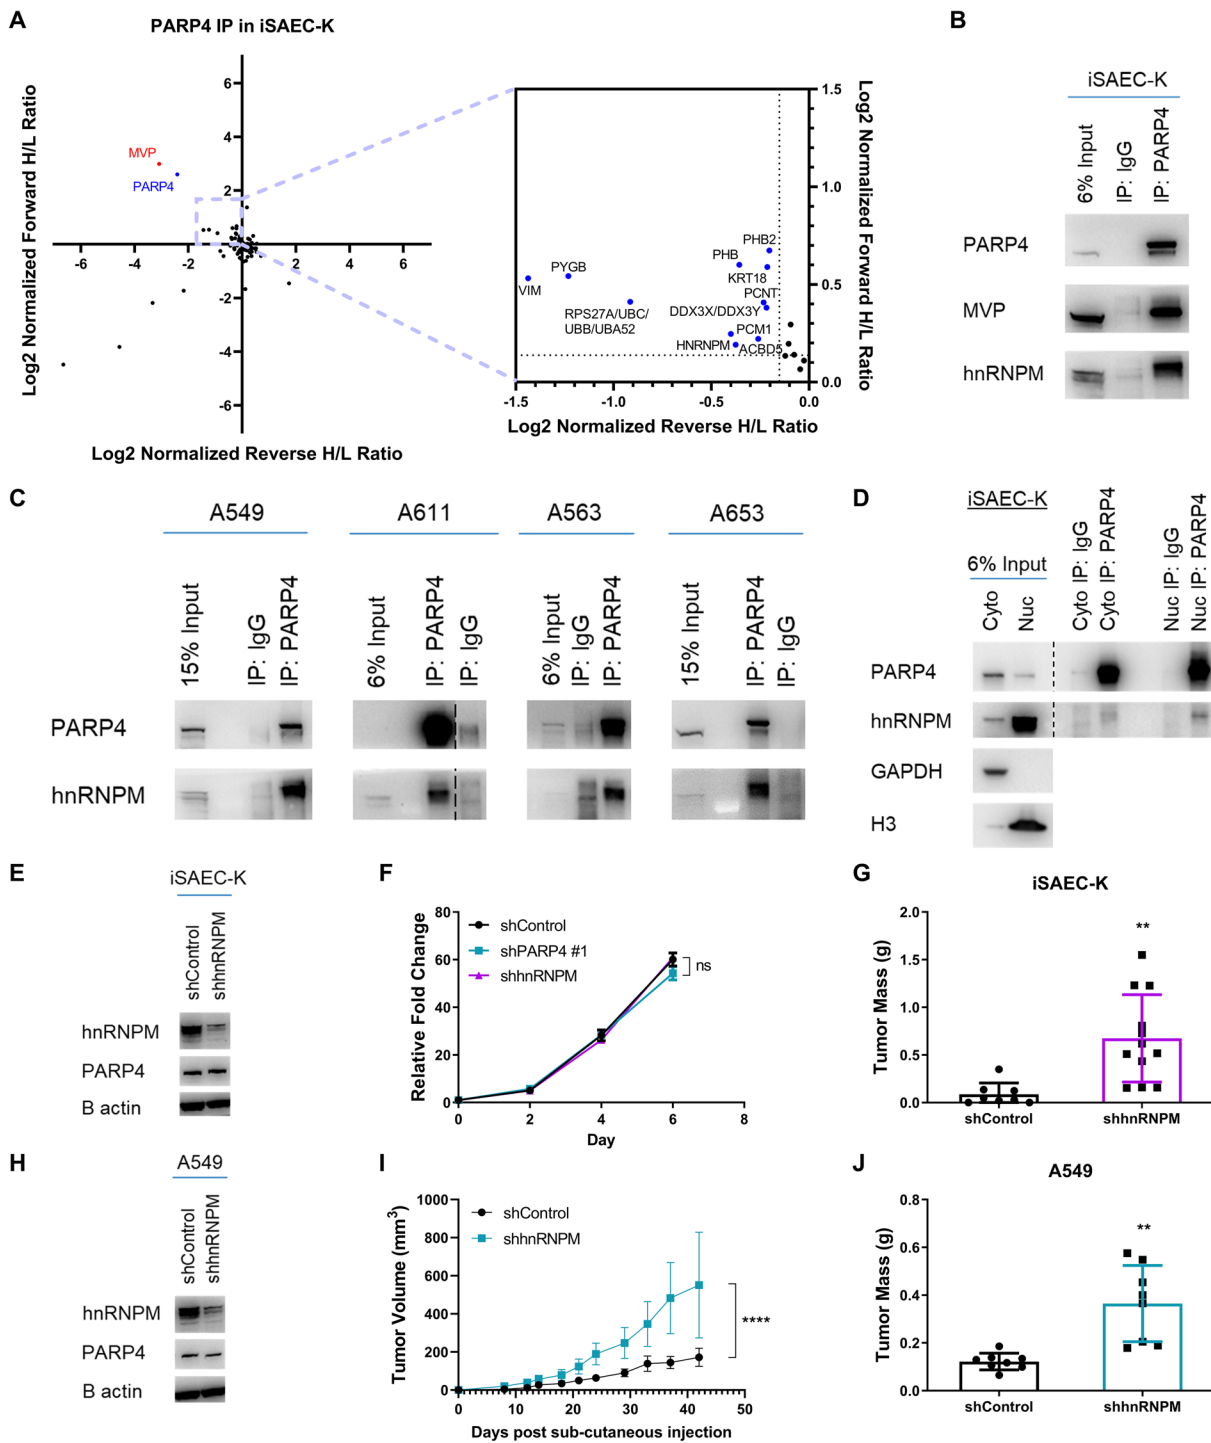 A
PARP4 IP in iSAEC-K
Log2 Normalized Forward H/L Ratio
6
4
2
-2
-4
-6
-6
-4
-2
2
4
6
MVP
PARP4
Log2 Normalized Reverse H/L Ratio
1.5
1.0
0.5
0.0
Log2 Normalized Forward H/L Ratio
PHB2
PHB
KRT18
PYGB
VIM
PCNT
RPS27A/UBC/
UBB/UBA52
DDX3X/DDX3Y
PCM1
HNRNPM
ACBD5
-1.5
-1.0
-0.5
0.0
Log2 Normalized Reverse H/L Ratio
B
iSAEC-K
6% Input
IP: IgG
IP: PARP4
PARP4
MVP
hnRNPM
C
A549
A611
A563
A653
15% Input
IP: IgG
IP: PARP4
6% Input
IP: PARP4
IP: IgG
6% Input
IP: IgG
IP: PARP4
15% Input
IP: PARP4
IP: IgG
PARP4
hnRNPM
D
iSAEC-K
6% Input
Cyto
Nuc
Cyto IP: IgG
Cyto IP: PARP4
Nuc IP: IgG
Nuc IP: PARP4
PARP4
hnRNPM
GAPDH
H3
E
iSAEC-K
shControl
shhnRNPM
hnRNPM
PARP4
B actin
F
Relative Fold Change
80
60
40
20
0
shControl
shPARP4 #1
shhnRNPM
ns
0
2
4
6
8
Day
G
iSAEC-K
Tumor Mass (g)
2.0
1.5
1.0
0.5
0.0
**
shControl
shhnRNPM
H
A549
shControl
shhnRNPM
hnRNPM
PARP4
B actin
I
Tumor Volume (mm³)
1000
800
600
400
200
0
shControl
shhnRNPM
****
0
10
20
30
40
50
Days post sub-cutaneous injection
J
A549
Tumor Mass (g)
0.8
0.6
0.4
0.2
0.0
**
shControl
shhnRNPM